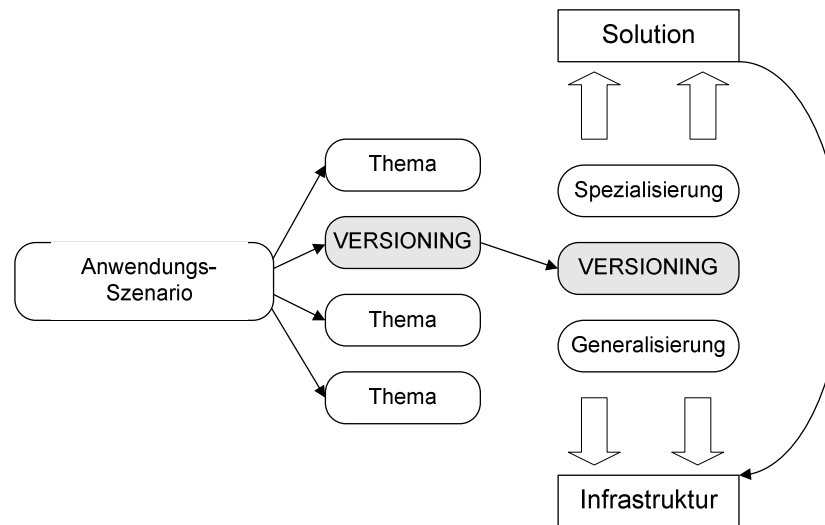 Solution
Thema
Spezialisierung
VERSIONING
VERSIONING
Anwendungs-
Szenario
Thema
Generalisierung
Thema
Infrastruktur